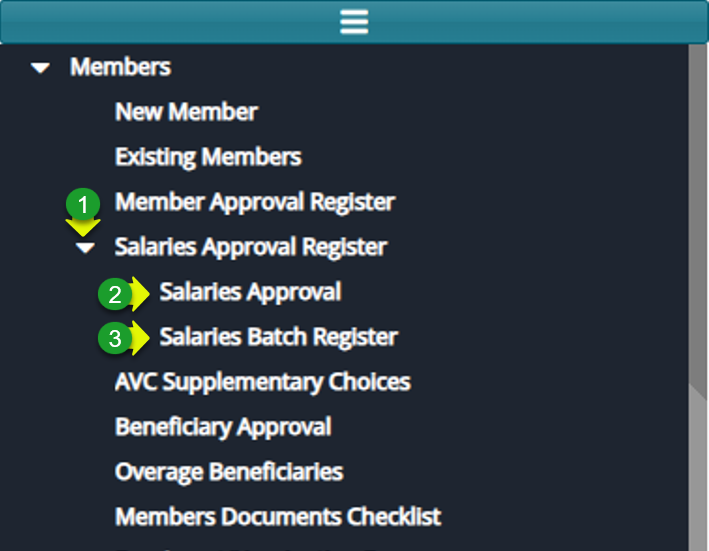 Members
New Member
Existing Members
1 Member Approval Register
Salaries Approval Register
2 Salaries Approval
3 Salaries Batch Register
AVC Supplementary Choices
Beneficiary Approval
Overage Beneficiaries
Members Documents Checklist